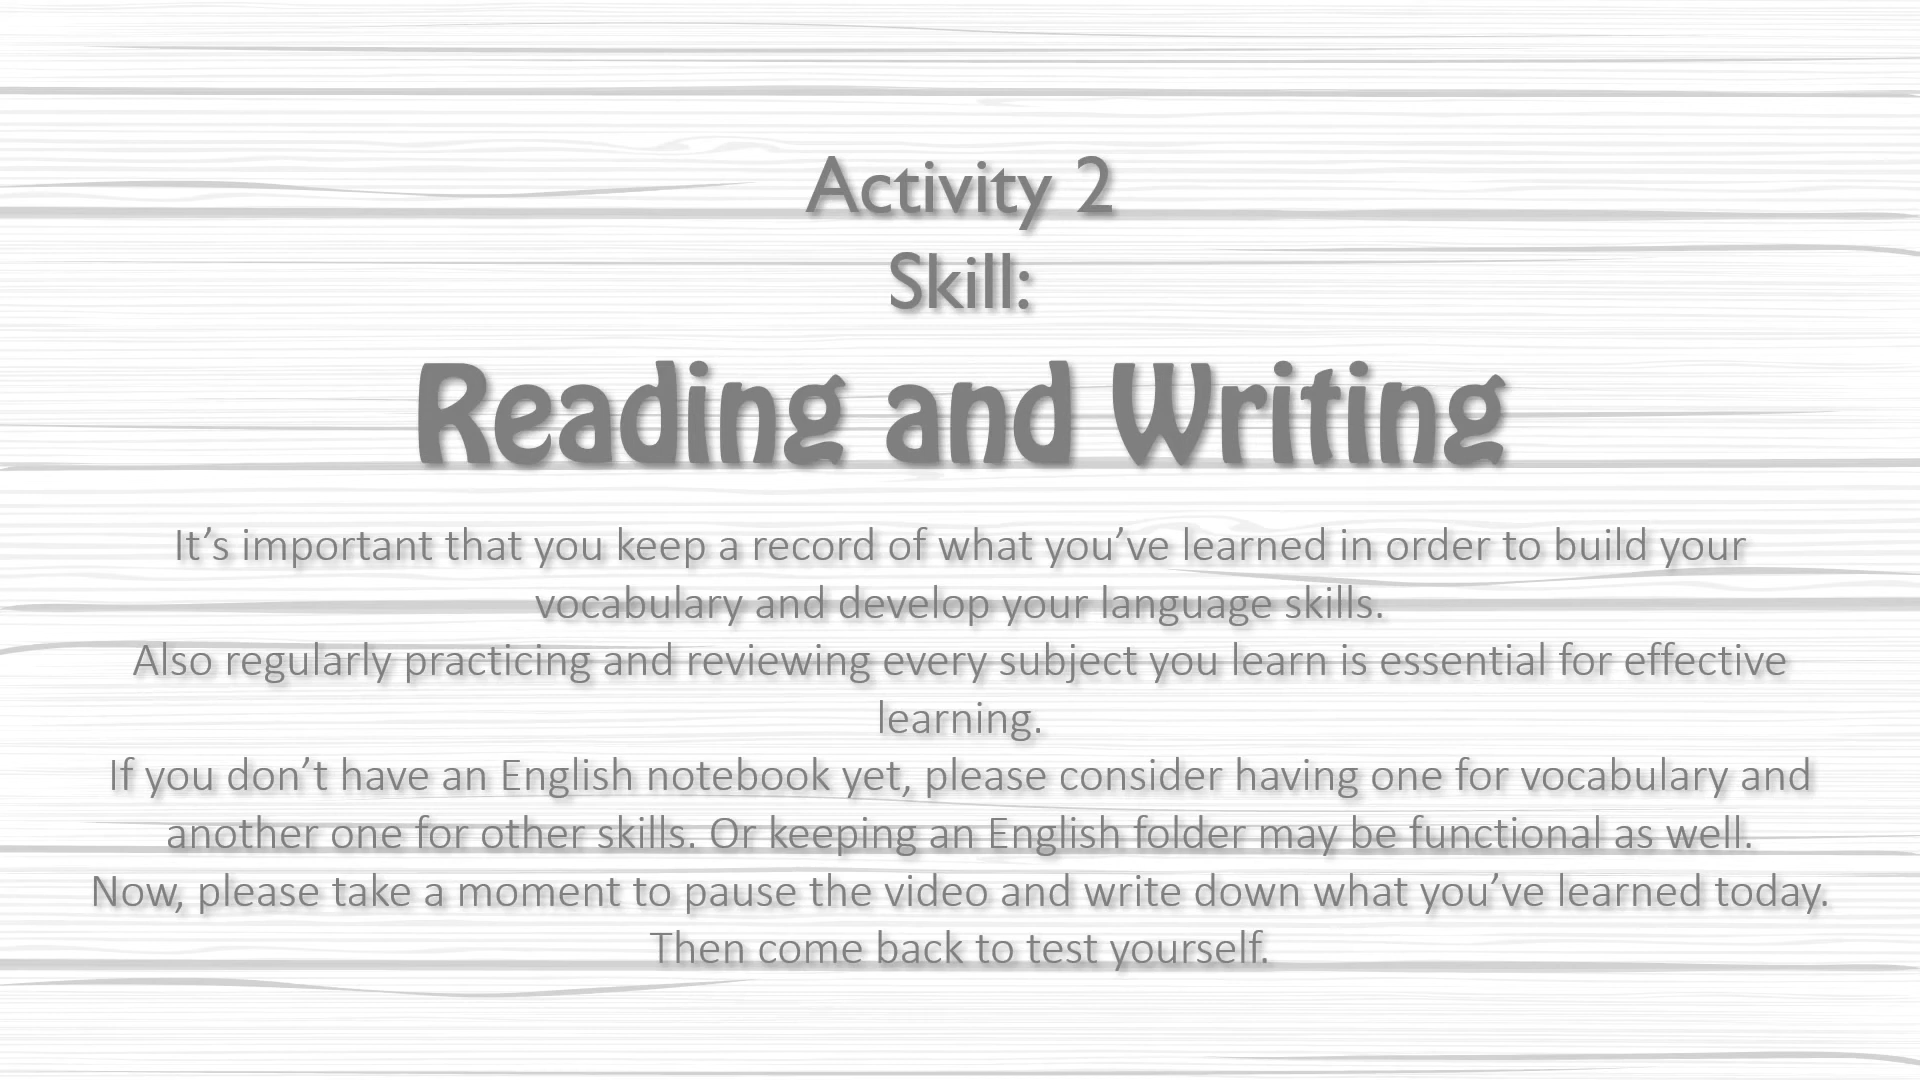 Activity 2
Skill:
Reading and Writing
It’s important that you keep a record of what you’ve learned in order to build your
vocabulary and develop your language skills.
Also regularly practicing and reviewing every subject you learn is essential for effective
learning.
If you don’t have an English notebook yet, please consider having one for vocabulary and
another one for other skills. Or keeping an English folder may be functional as well.
Now, please take a moment to pause the video and write down what you’ve learned today.
Then come back to test yourself.